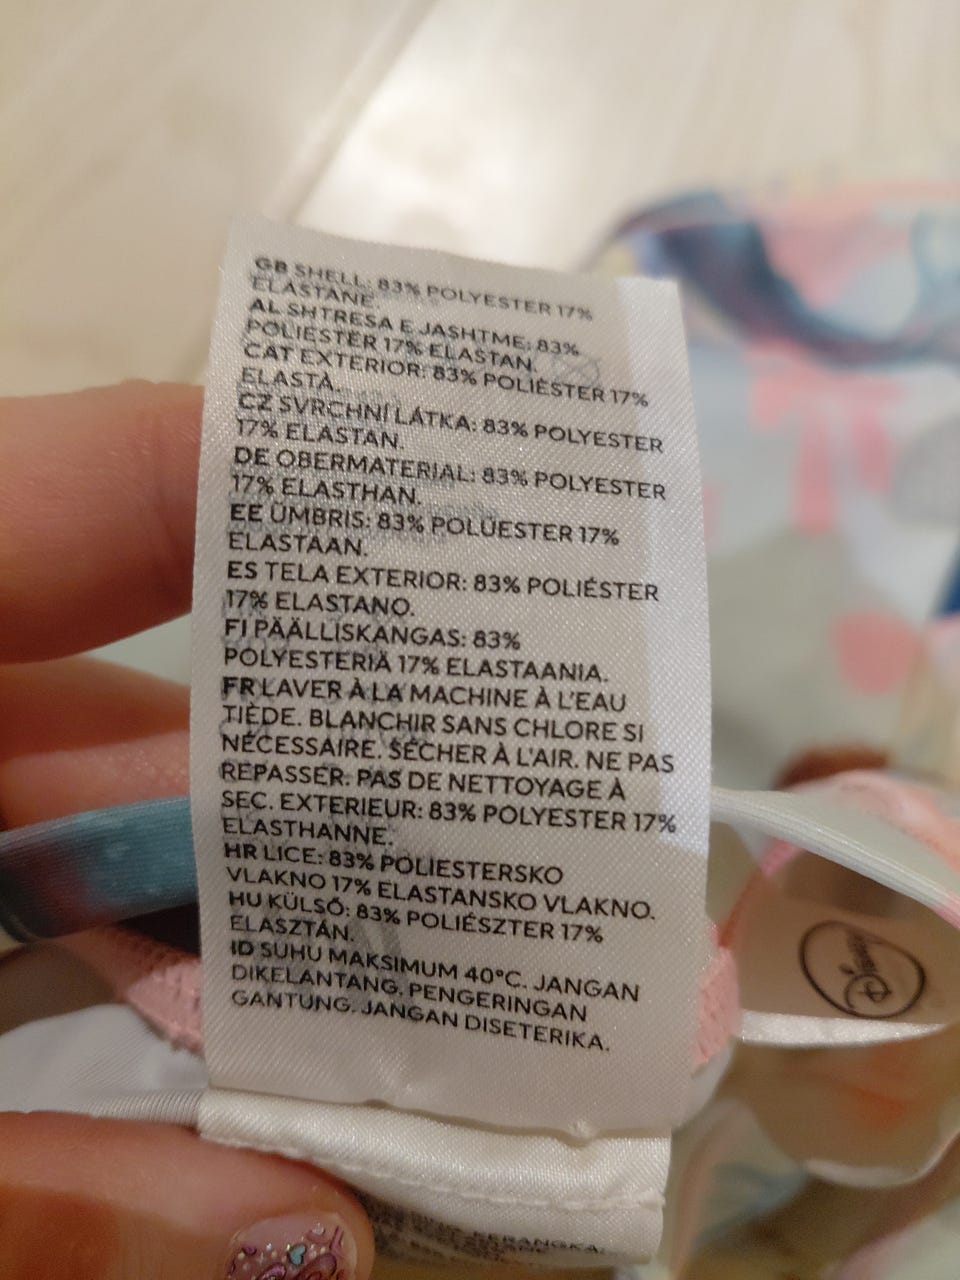 GB SHELL: 83% POLYESTER 17%
ELASTANE
AL SHTRESA E JASHTME: 83%
POLIESTËR 17% ELASTAN.
CAT EXTERIOR: 83% POLIÈSTER 17%
ELASTÀ.
CZ SVRCHNÍ LÁTKA: 83% POLYESTER
17% ELASTAN.
DE OBERMATERIAL: 83% POLYESTER
17% ELASTHAN.
EE ÜMBRIS: 83% POLÜESTER 17%
ELASTAAN.
ES TELA EXTERIOR: 83% POLIÉSTER
17% ELASTANO.
FI PÄÄLLISKANGAS: 83%
POLYESTERIÄ 17% ELASTAANIA.
FR LAVER À LA MACHINE À L'EAU
TIÈDE. BLANCHIR SANS CHLORE SI
NÉCESSAIRE. SÉCHER À L'AIR. NE PAS
REPASSER. PAS DE NETTOYAGE À
SEC. EXTERIEUR: 83% POLYESTER 17%
ELASTHANNE.
HR LICE: 83% POLIESTERSKO
VLAKNO 17% ELASTANSKO VLAKNO.
HU KÜLSŐ: 83% POLIÉSZTER 17%
ELASZTÁN.
ID SUHU MAKSIMUM 40°C. JANGAN
DIKELANTANG. PENGERINGAN
GANTUNG. JANGAN DISETERIKA.
Disney